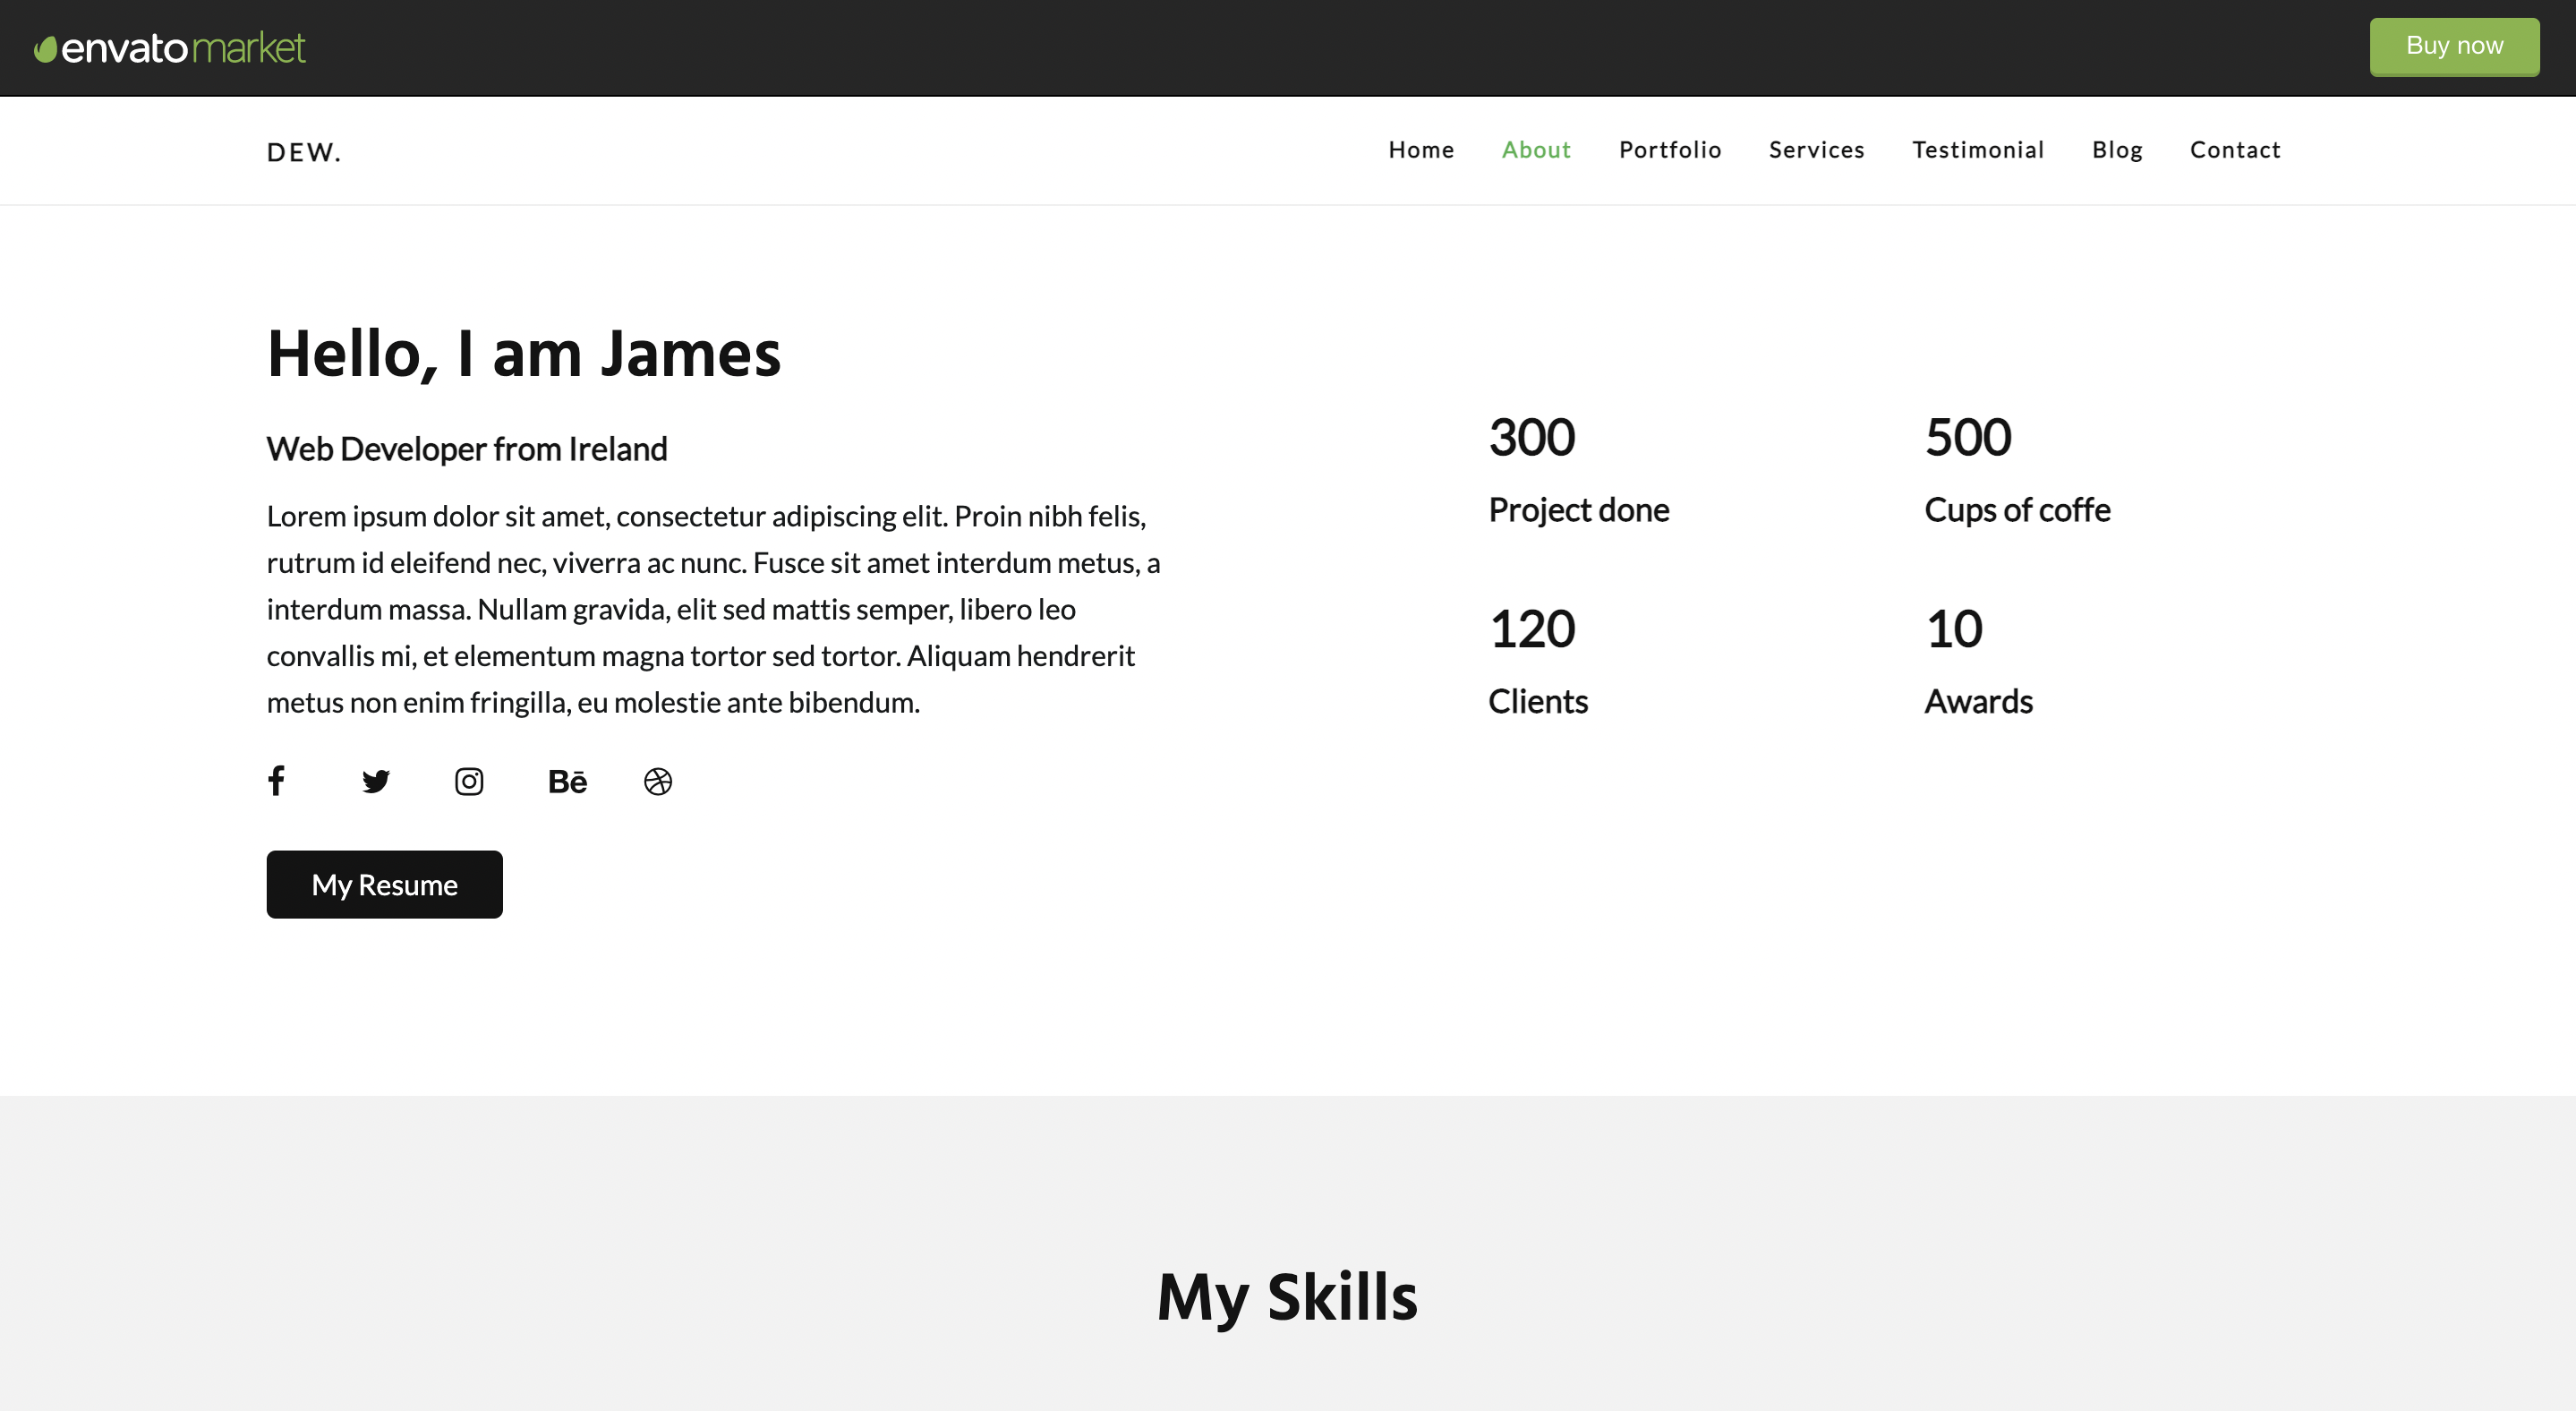 envatomarket
Buy now
DEW.
Home About Portfolio Services Testimonial Blog Contact
Hello, I am James
Web Developer from Ireland
Lorem ipsum dolor sit amet, consectetur adipiscing elit. Proin nibh felis,
rutrum id eleifend nec, viverra ac nunc. Fusce sit amet interdum metus, a
interdum massa. Nullam gravida, elit sed mattis semper, libero leo
convallis mi, et elementum magna tortor sed tortor. Aliquam hendrerit
metus non enim fringilla, eu molestie ante bibendum.
Bē
My Resume
300
Project done
500
Cups of coffe
120
Clients
10
Awards
My Skills